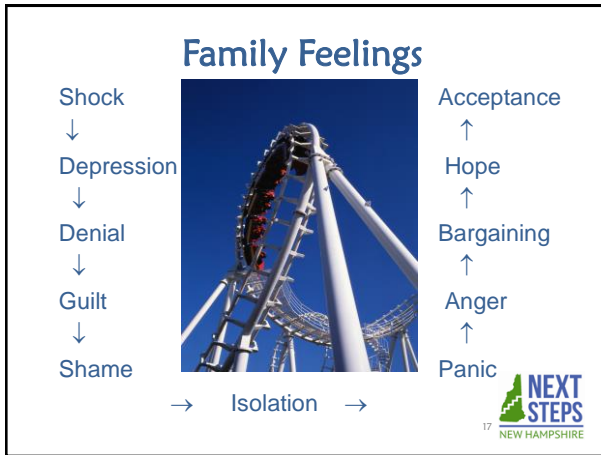 Family Feelings
Shock
↓
Depression
↓
Denial
↓
Guilt
↓
Shame
→ Isolation →
Panic
↑
Anger
↑
Bargaining
↑
Hope
↑
Acceptance
17
NEXT
STEPS
NEW HAMPSHIRE